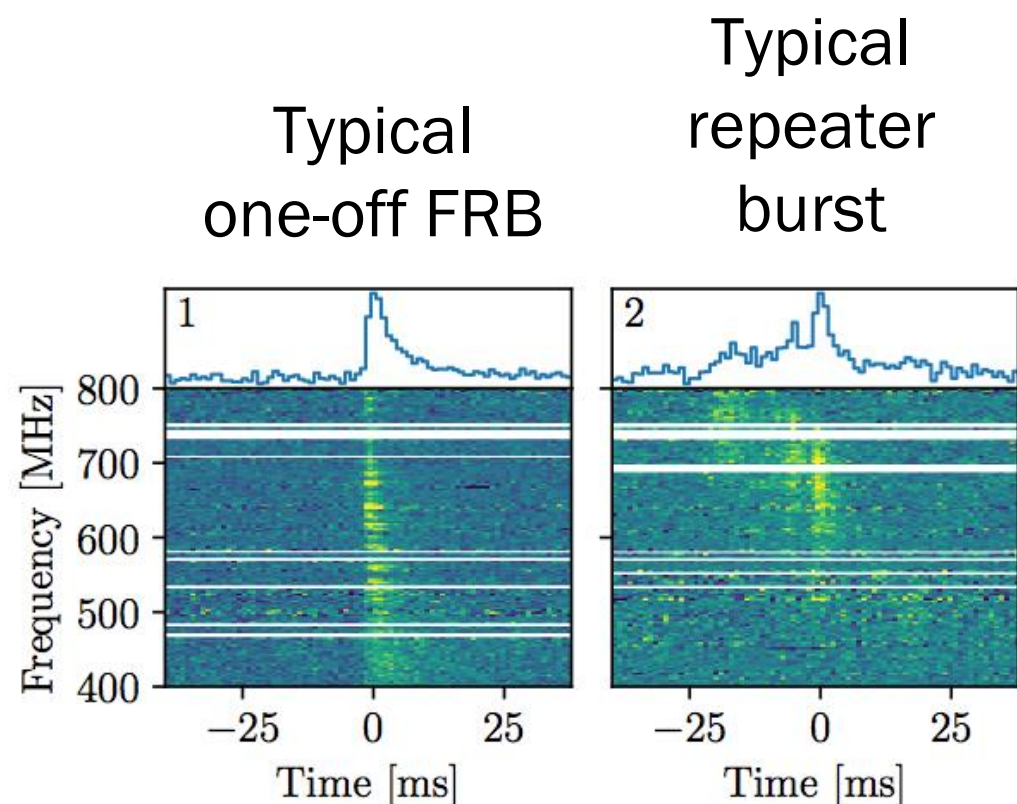 Typical
one-off FRB
Typical
repeater
burst
1
2
Frequency [MHz]
800
700
600
500
400
−25 0 25
−25 0 25
Time [ms]
Time [ms]